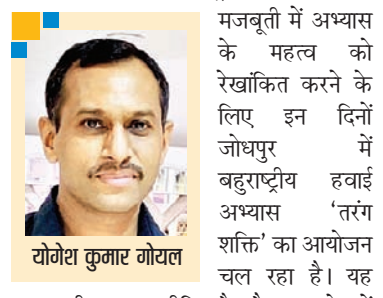 मजबूती में अभ्यास
के महत्व को
रेखांकित करने के
लिए इन दिनों
जोधपुर में
बहुराष्ट्रीय हवाई
अभ्यास 'तरंग
शक्ति' का आयोजन
चल रहा है। यह
योगेश कुमार गोयल